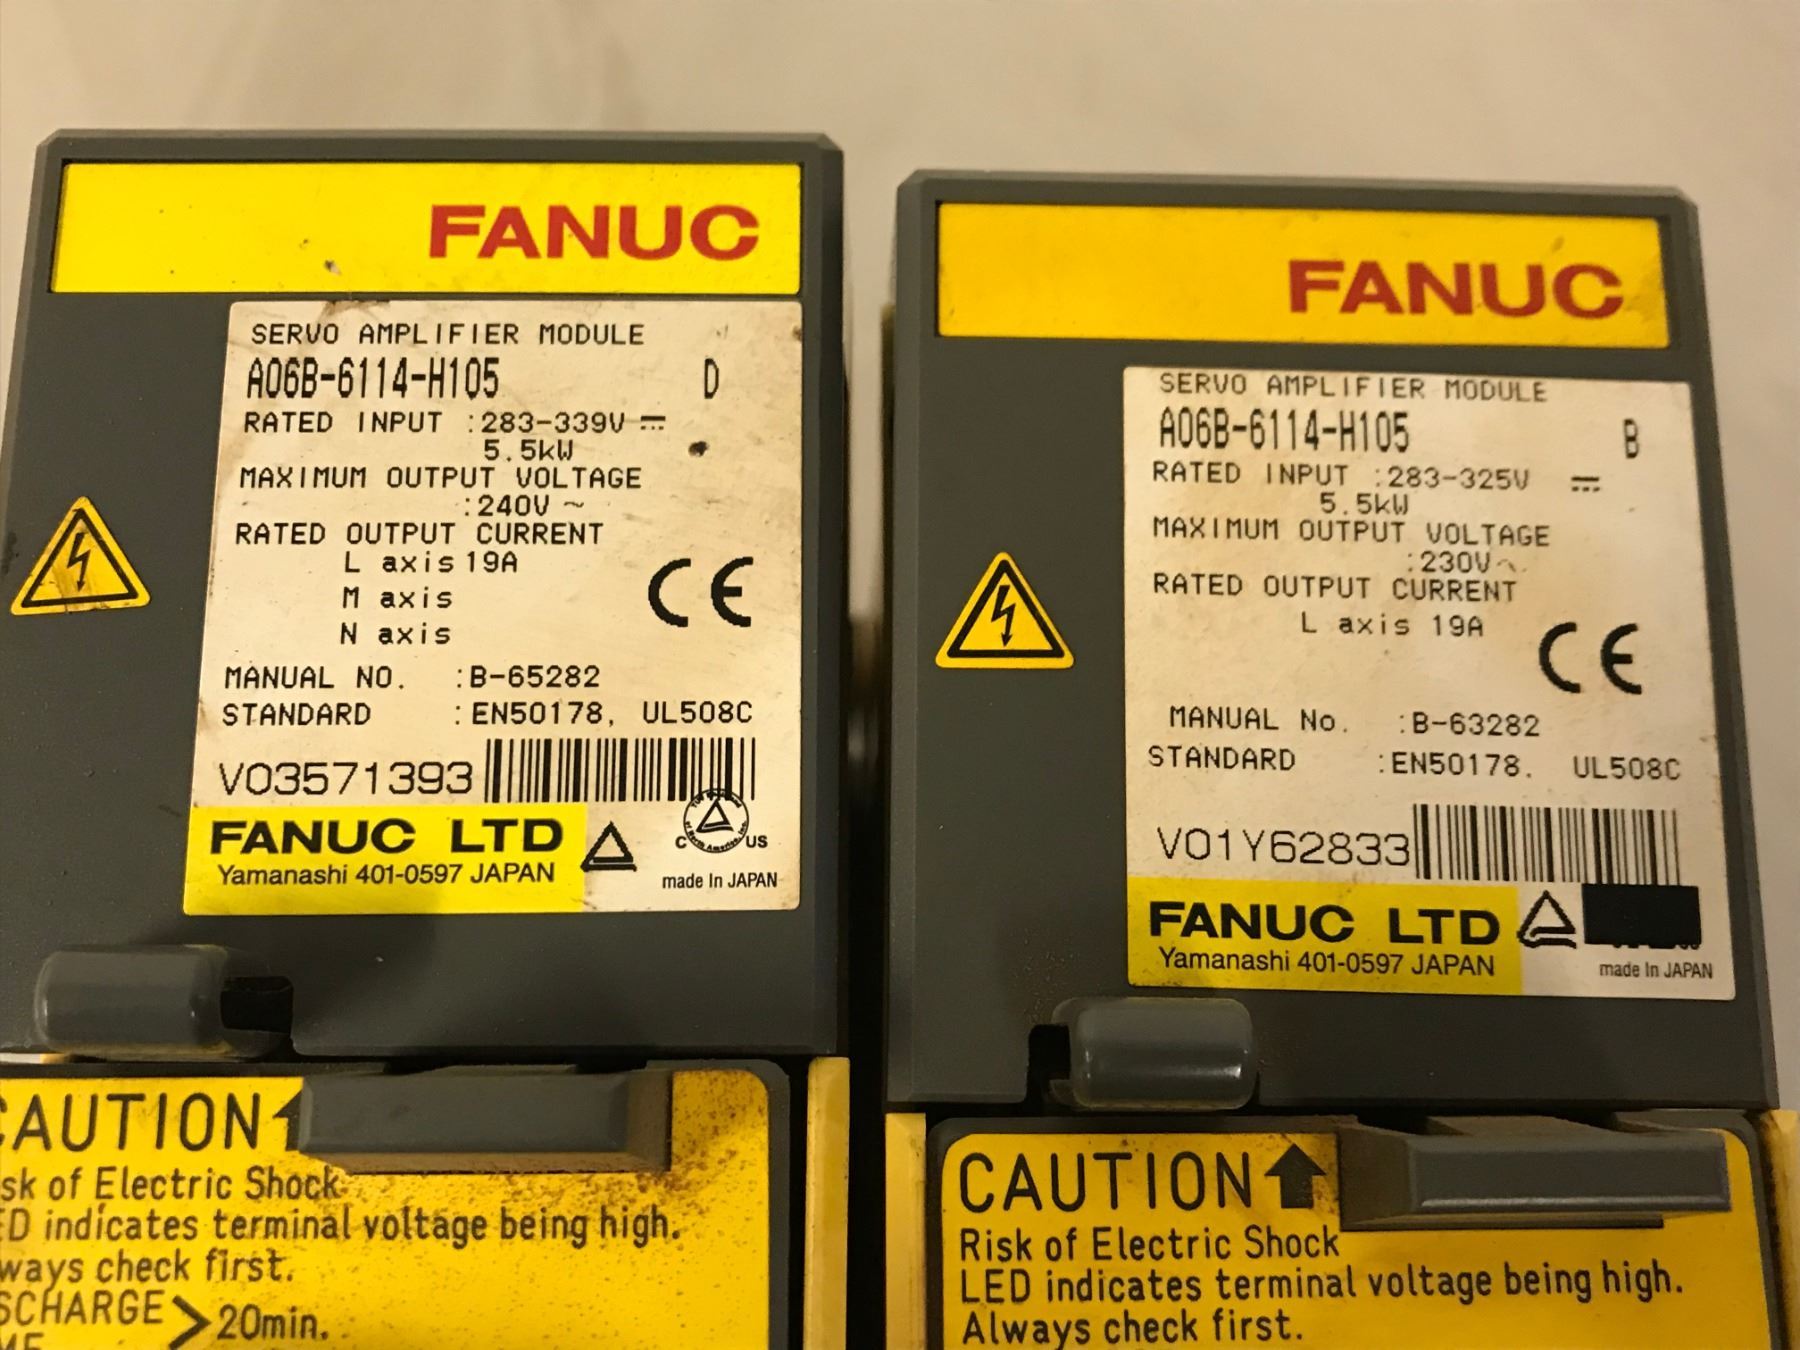 FANUC
SERVO AMPLIFIER MODULE
A06B-6114-H105 D
RATED INPUT :283-339V ⎓
5.5kW
MAXIMUM OUTPUT VOLTAGE
:240V ~
RATED OUTPUT CURRENT
L axis 19A
M axis
N axis
CE
MANUAL NO. :B-65282
STANDARD :EN50178, UL508C
V03571393
FANUC LTD
Yamanashi 401-0597 JAPAN
C US
made In JAPAN
CAUTION
sk of Electric Shock
ED indicates terminal voltage being high.
ways check first.
SCHARGE > 20min.
ME
FANUC
SERVO AMPLIFIER MODULE
A06B-6114-H105 B
RATED INPUT :283-325V ⎓
5.5kW
MAXIMUM OUTPUT VOLTAGE
:230V ~
RATED OUTPUT CURRENT
L axis 19A
CE
MANUAL No. :B-63282
STANDARD :EN50178. UL508C
V01Y62833
FANUC LTD
Yamanashi 401-0597 JAPAN
made In JAPAN
CAUTION
Risk of Electric Shock
LED indicates terminal voltage being high.
Always check first.